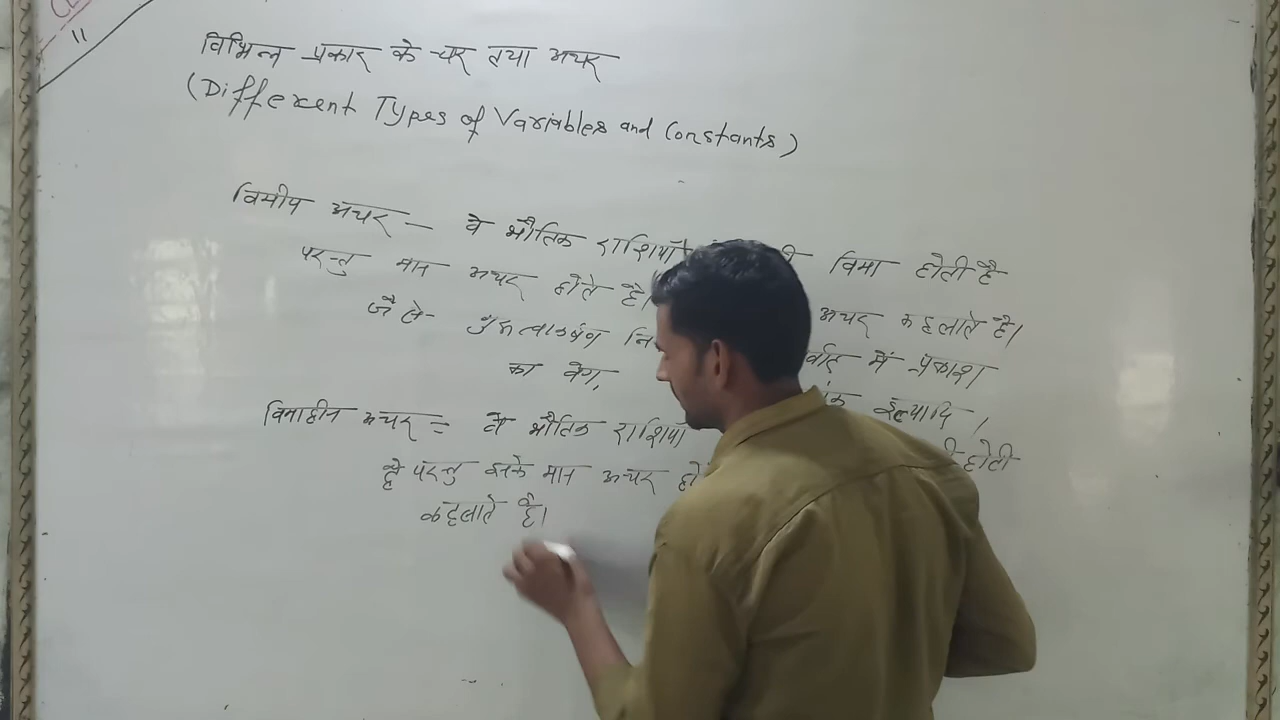 11
विभिन्न प्रकार के चर तथा अचर
(Different Types of Variables and Constants)
विमीय अचर – वे भौतिक राशियाँ विमा होती है
परन्तु मान अचर होते है। अचर कहलाते है।
जैसे- गुरुत्वाकर्षण में प्रकाश
का वेग, इत्यादि ।
विमाहीन अचर = वे भौतिक राशियाँ होती
है परन्तु इनके मान अचर
कहलाते है।